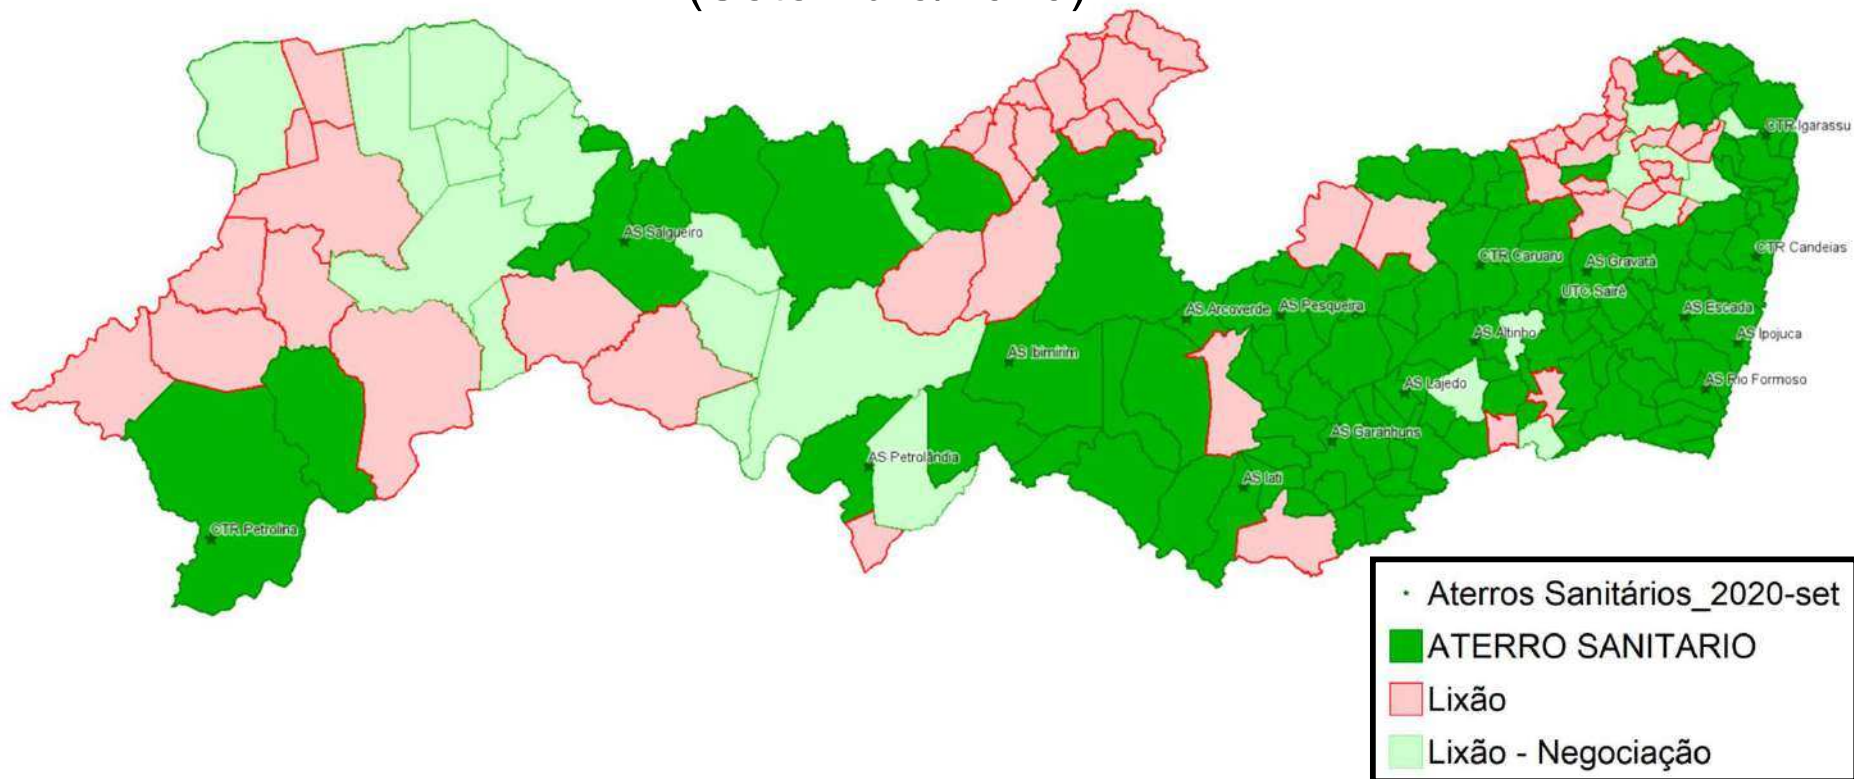 AS Salgueiro
CTR Petrolina
AS Petrolândia
AS Ibimirim
AS Arcoverde
AS Pesqueira
AS Iati
AS Garanhuns
AS Lajedo
AS Altinho
CTR Caruaru
AS Gravatá
UTC Sairé
CTR Igarassu
CTR Candeias
AS Escada
AS Ipojuca
AS Rio Formoso
Aterros Sanitários_2020-set
ATERRO SANITARIO
Lixão
Lixão - Negociação